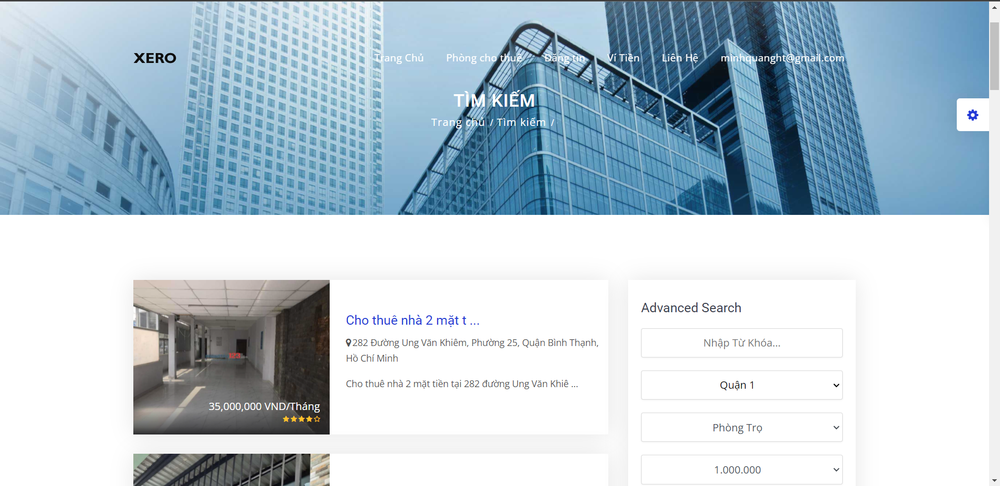 XERO
Trang Chủ Phòng cho thuê Đăng tin Ví Tiền Liên Hệ minhquanght@gmail.com
TÌM KIẾM
Trang chủ / Tìm kiếm /
35,000,000 VND/Tháng
Cho thuê nhà 2 mặt t ...
282 Đường Ung Văn Khiêm, Phường 25, Quận Bình Thạnh,
Hồ Chí Minh
Cho thuê nhà 2 mặt tiền tại 282 đường Ung Văn Khiê ...
Advanced Search
Nhập Từ Khóa...
Quận 1
Phòng Trọ
1.000.000